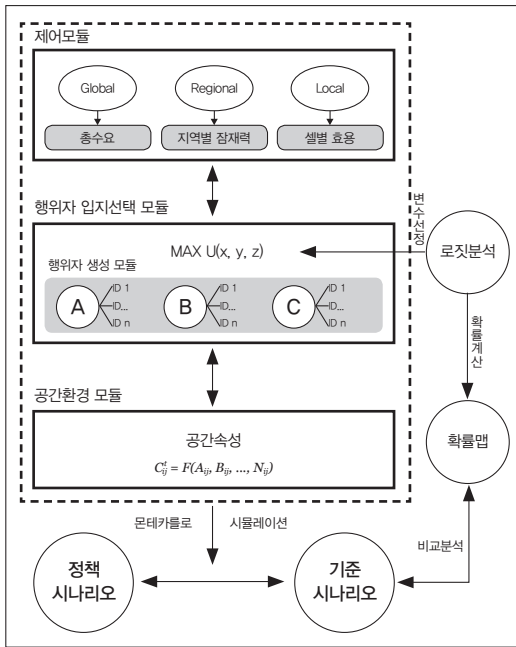 제어모듈
Global
Regional
Local
총수요
지역별 잠재력
셀별 효용
행위자 입지선택 모듈
MAX U(x, y, z)
행위자 생성 모듈
A
ID 1
ID...
ID n
B
ID 1
ID...
ID n
C
ID 1
ID...
ID n
변수선정
로짓분석
확률계산
확률맵
공간환경 모듈
공간속성
C^t_ij = F(A_ij, B_ij, ..., N_ij)
몬테카를로 시뮬레이션
비교분석
정책
시나리오
기준
시나리오